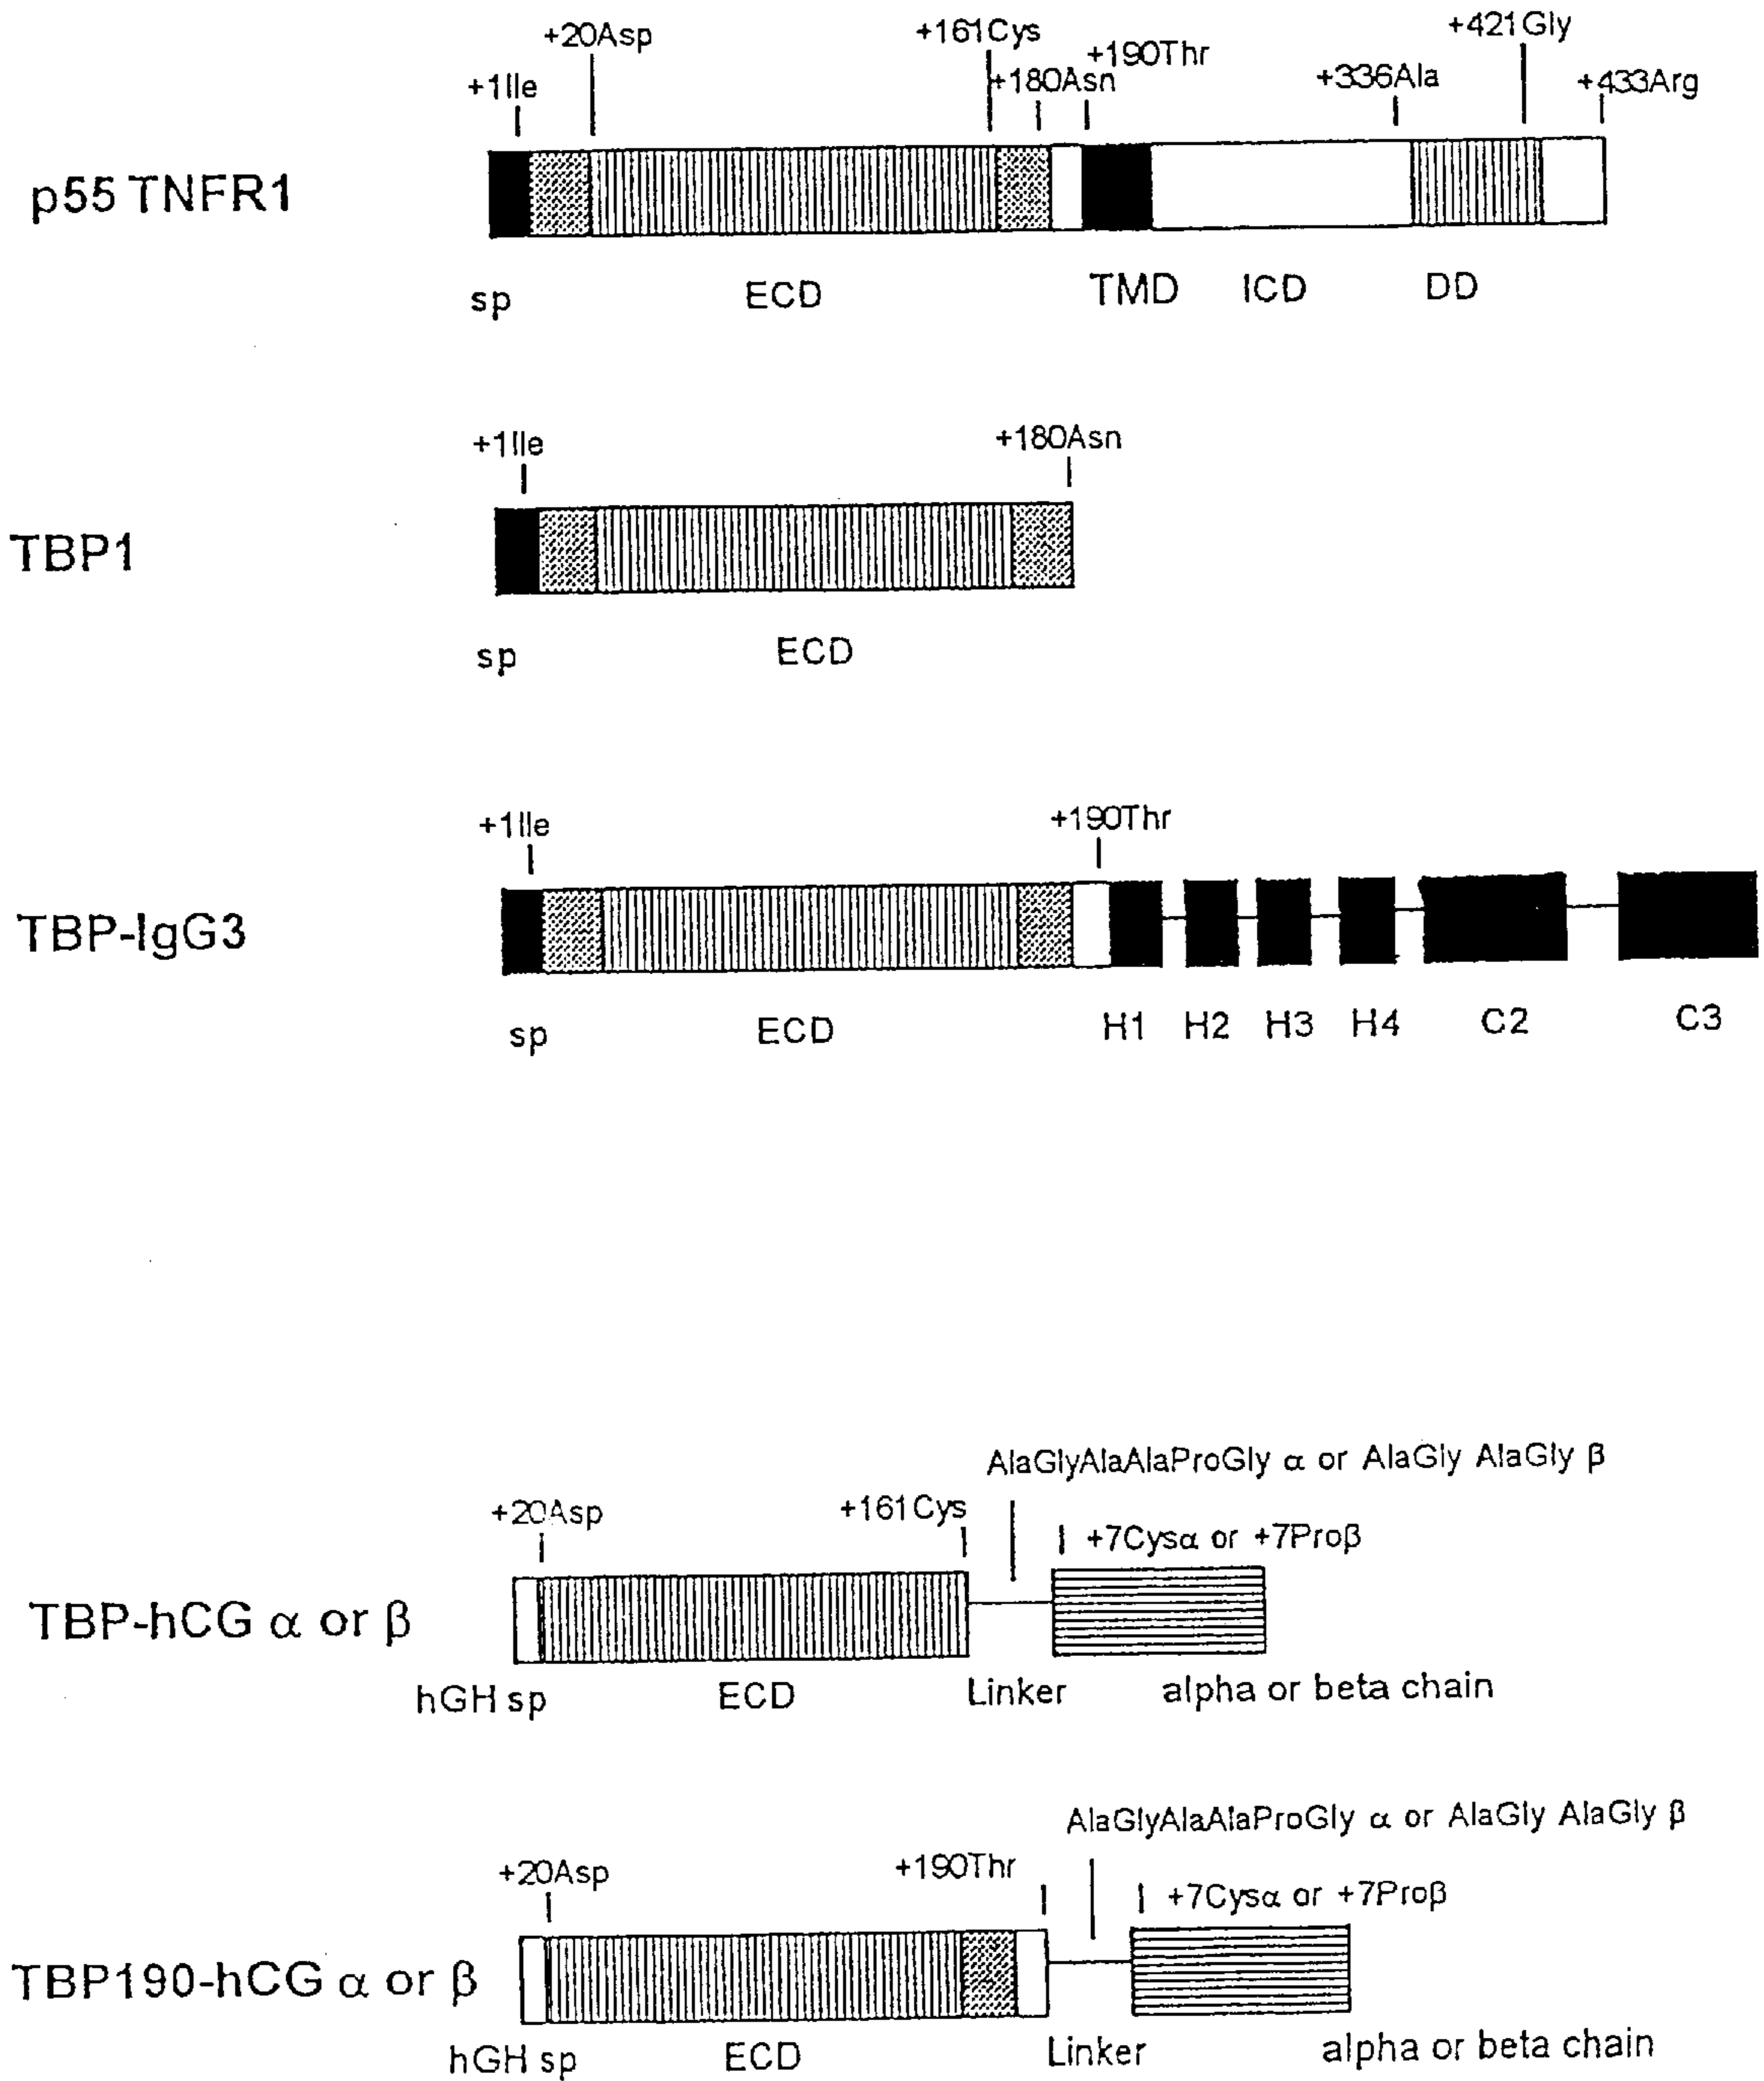 +20Asp +161Cys +421Gly
+190Thr
+1Ile +180Asn +336Ala +433Arg
p55 TNFR1
sp ECD TMD ICD DD
+1Ile +180Asn
TBP1
sp ECD
+1Ile +190Thr
TBP-IgG3
sp ECD H1 H2 H3 H4 C2 C3
AlaGlyAlaAlaProGly α or AlaGly AlaGly β
+20Asp +161Cys
+7Cysα or +7Proβ
TBP-hCG α or β
hGH sp ECD Linker alpha or beta chain
AlaGlyAlaAlaProGly α or AlaGly AlaGly β
+20Asp +190Thr
+7Cysα or +7Proβ
TBP190-hCG α or β
hGH sp ECD Linker alpha or beta chain